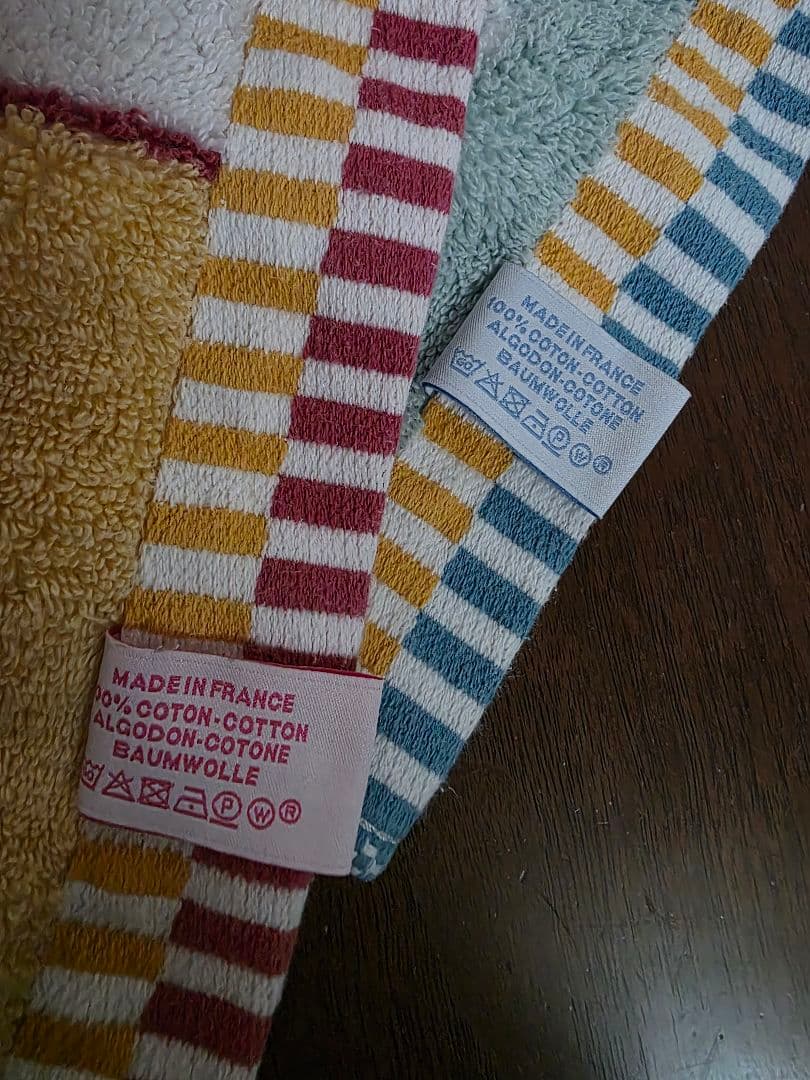 MADE IN FRANCE
100% COTON-COTTON
ALGODON-COTONE
BAUMWOLLE
P W R
MADE IN FRANCE
00% COTON-COTTON
ALGODON-COTONE
BAUMWOLLE
P W R